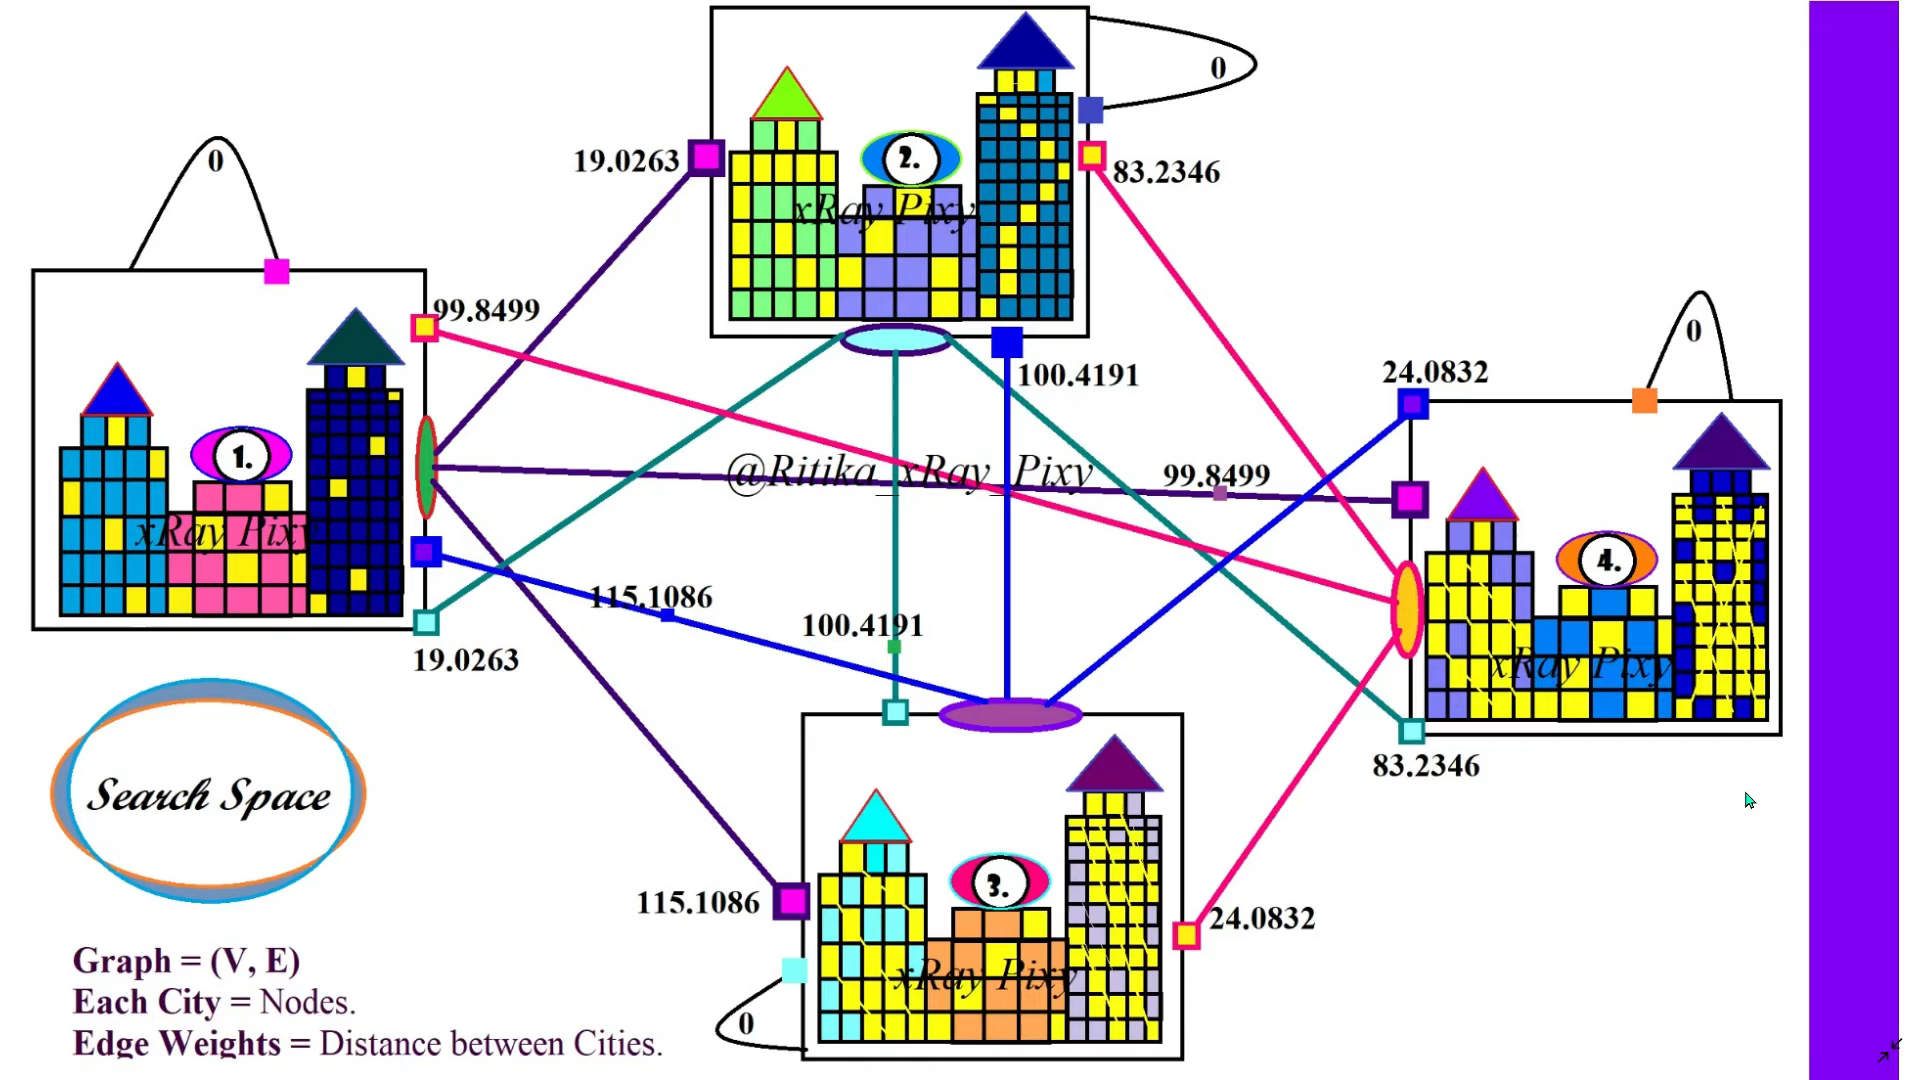 0
2.
0
19.0263
83.2346
xRay Pixy
0
99.8499
100.4191
24.0832
1.
@Ritika_xRay_Pixy
99.8499
xRay Pixy
4.
115.1086
100.4191
19.0263
xRay Pixy
83.2346
Search Space
3.
115.1086
24.0832
xRay Pixy
0
Graph = (V, E)
Each City = Nodes.
Edge Weights = Distance between Cities.